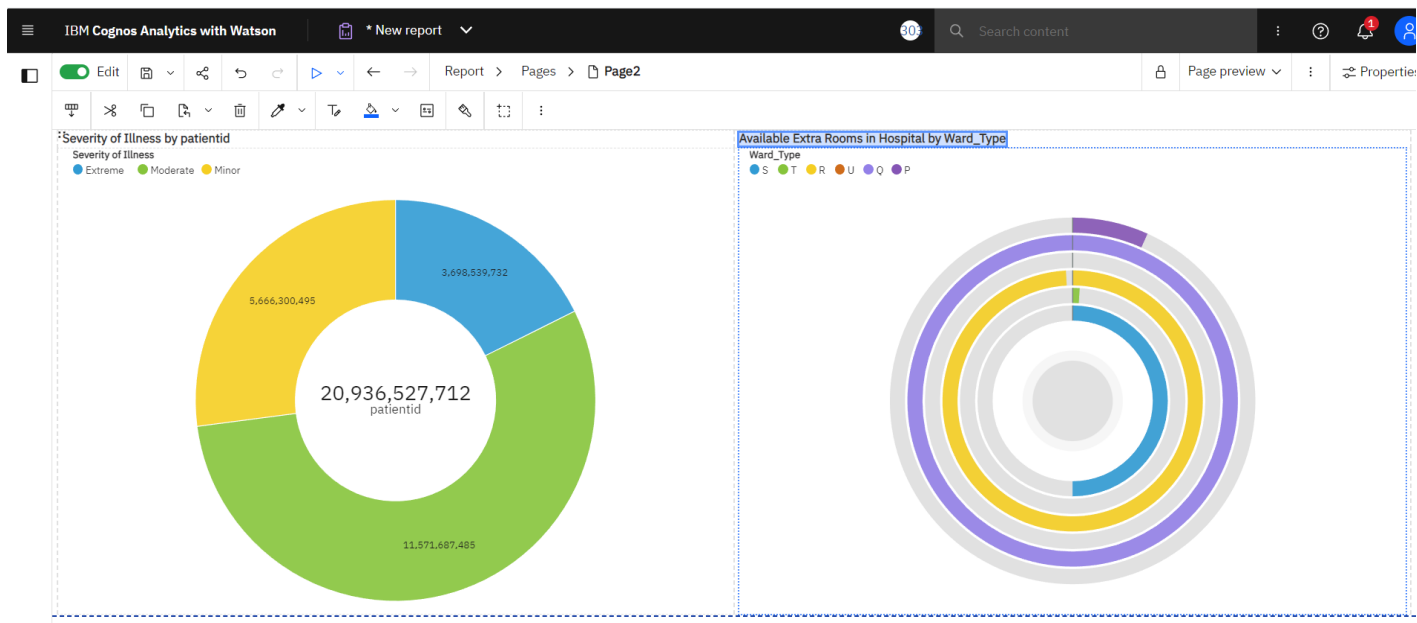 IBM Cognos Analytics with Watson
* New report
303
Search content
1
Edit
Report > Pages > Page2
Page preview
Properties
Severity of Illness by patientid
Severity of Illness
Extreme Moderate Minor
3,698,539,732
5,666,300,495
20,936,527,712
patientid
11,571,687,485
Available Extra Rooms in Hospital by Ward_Type
Ward_Type
S T R U Q P